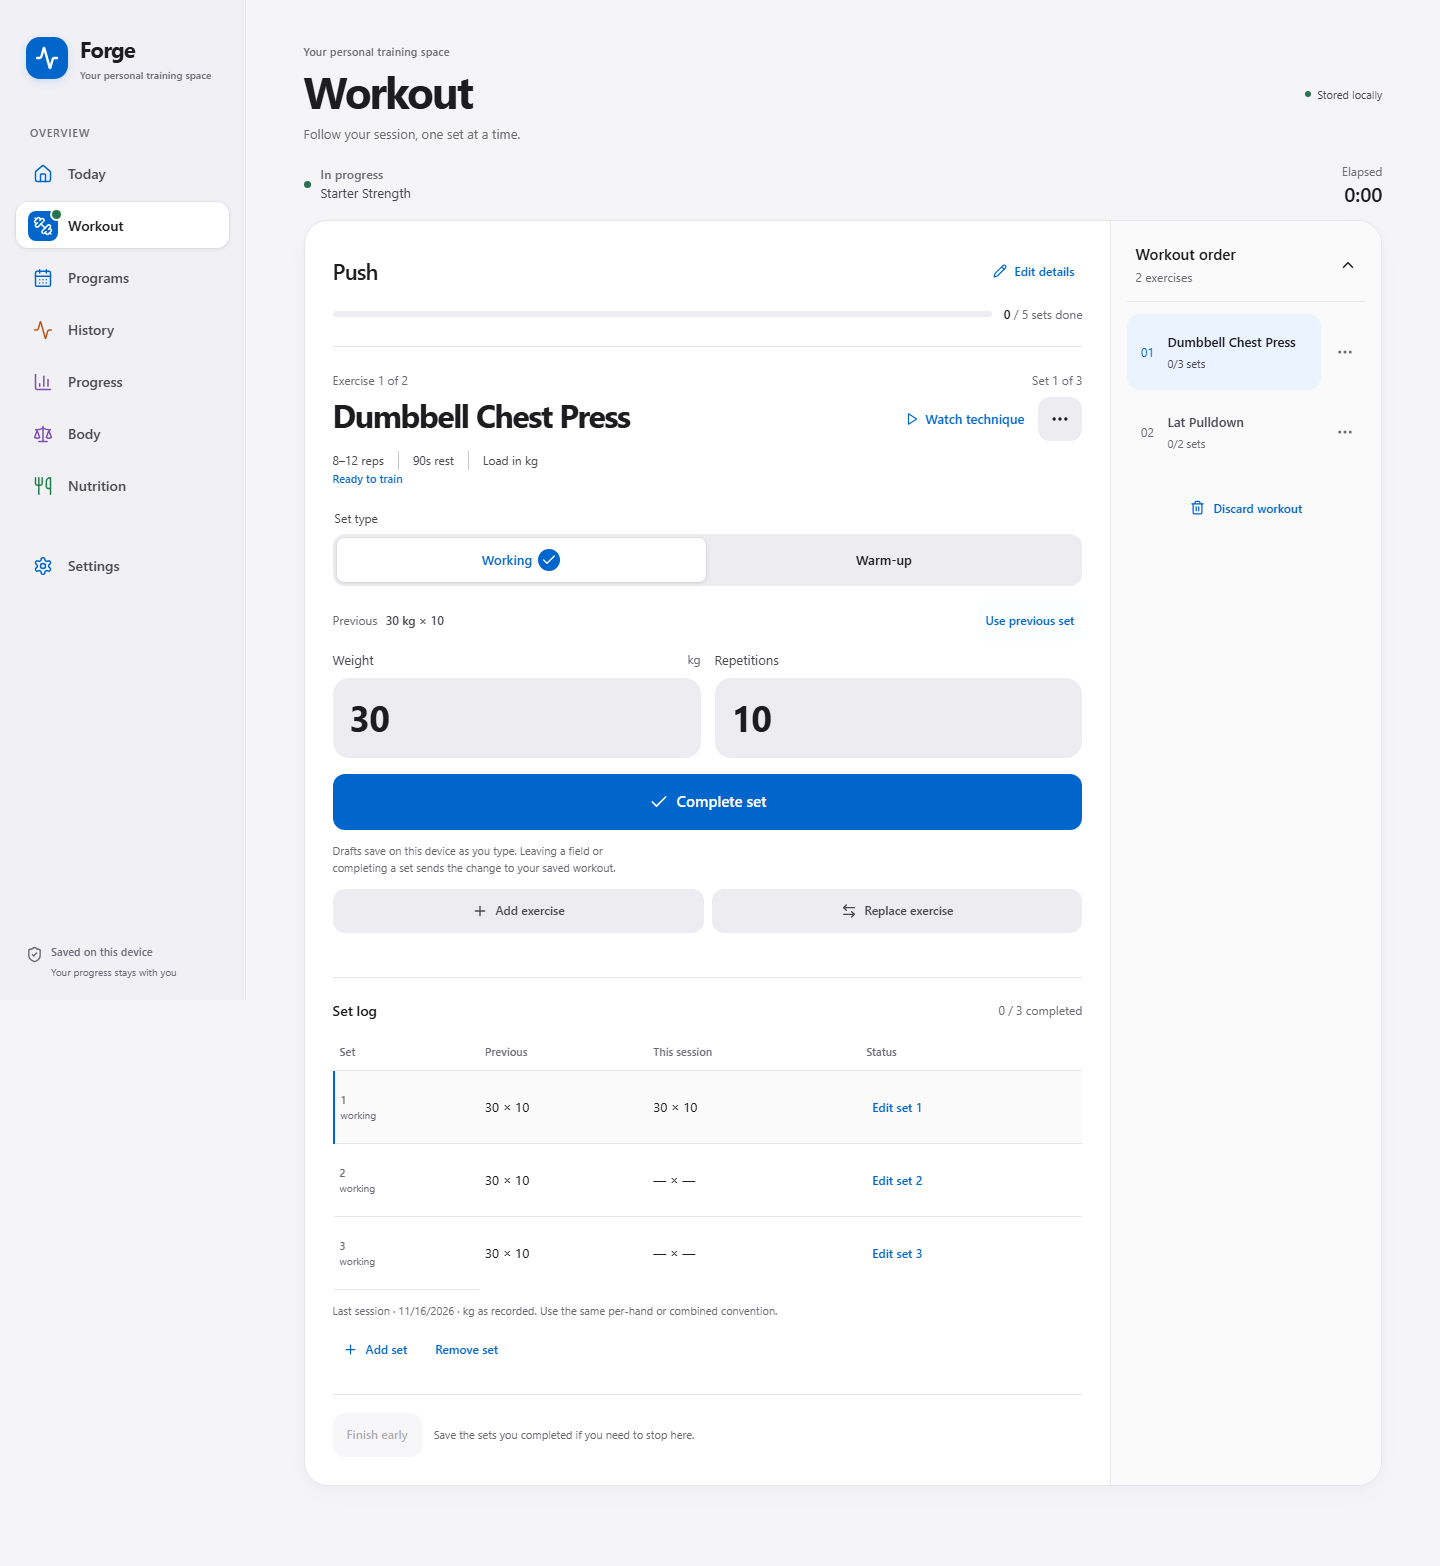 Forge
Your personal training space
OVERVIEW
Today
Workout
Programs
History
Progress
Body
Nutrition
Settings
Saved on this device
Your progress stays with you
Your personal training space
Workout
Follow your session, one set at a time.
Stored locally
In progress
Starter Strength
Elapsed
0:00
Push
Edit details
0 / 5 sets done
Exercise 1 of 2
Set 1 of 3
Dumbbell Chest Press
Watch technique
8–12 reps
90s rest
Load in kg
Ready to train
Set type
Working
Warm-up
Previous 30 kg × 10
Use previous set
Weight
kg
Repetitions
30
10
Complete set
Drafts save on this device as you type. Leaving a field or
completing a set sends the change to your saved workout.
Add exercise
Replace exercise
Set log
0 / 3 completed
Set
Previous
This session
Status
1
working
30 × 10
30 × 10
Edit set 1
2
working
30 × 10
— × —
Edit set 2
3
working
30 × 10
— × —
Edit set 3
Last session · 11/16/2026 · kg as recorded. Use the same per-hand or combined convention.
Add set
Remove set
Finish early
Save the sets you completed if you need to stop here.
Workout order
2 exercises
01
Dumbbell Chest Press
0/3 sets
02
Lat Pulldown
0/2 sets
Discard workout